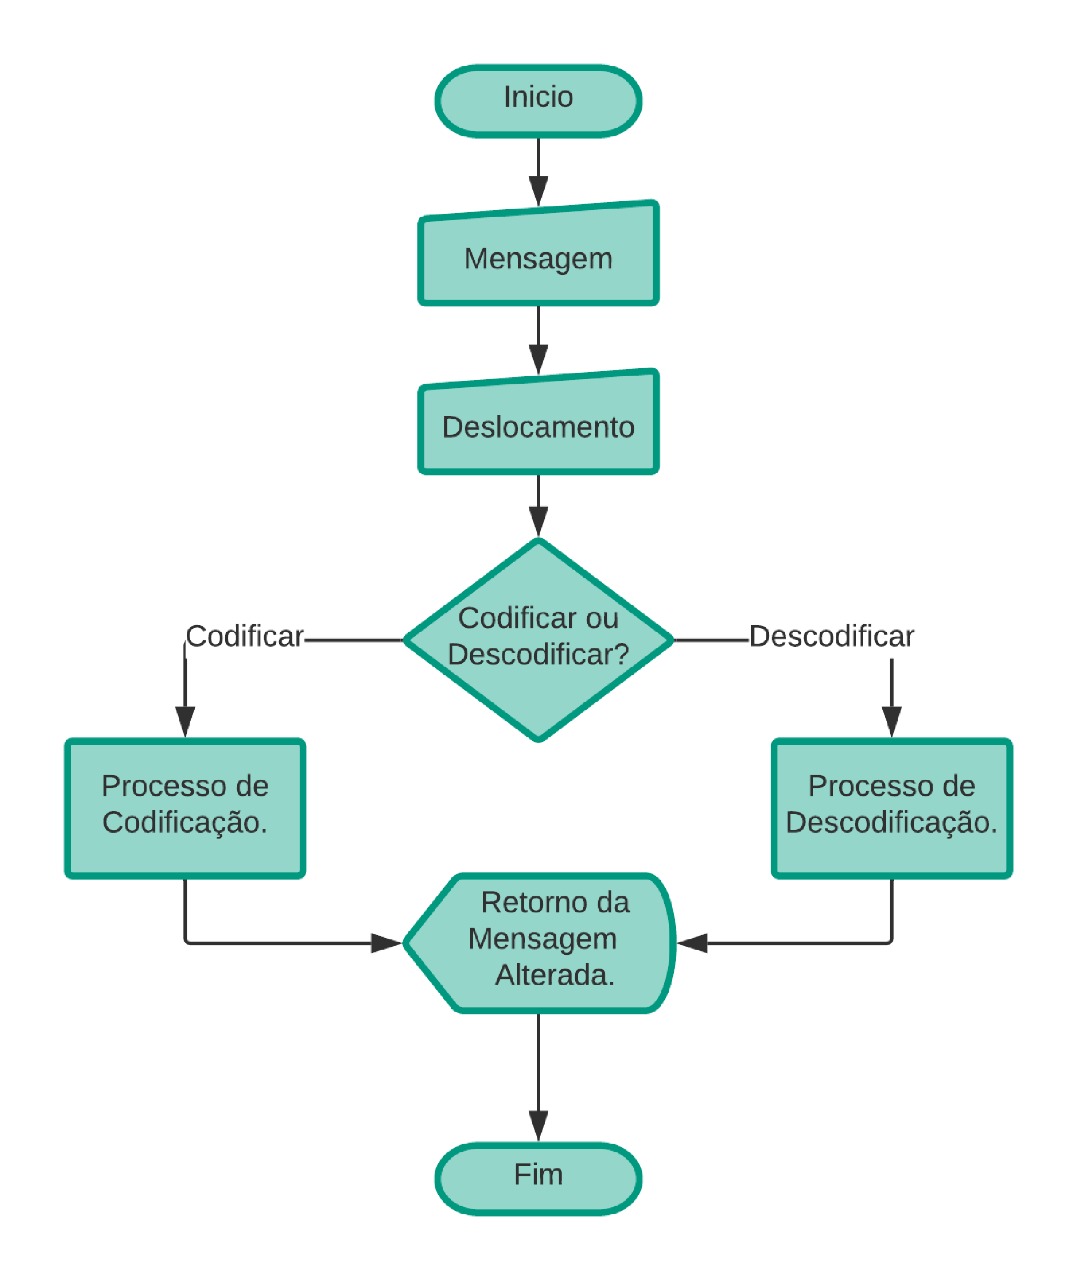 Inicio
Mensagem
Deslocamento
Codificar ou
Descodificar?
Codificar
Descodificar
Processo de
Codificação.
Processo de
Descodificação.
Retorno da
Mensagem
Alterada.
Fim